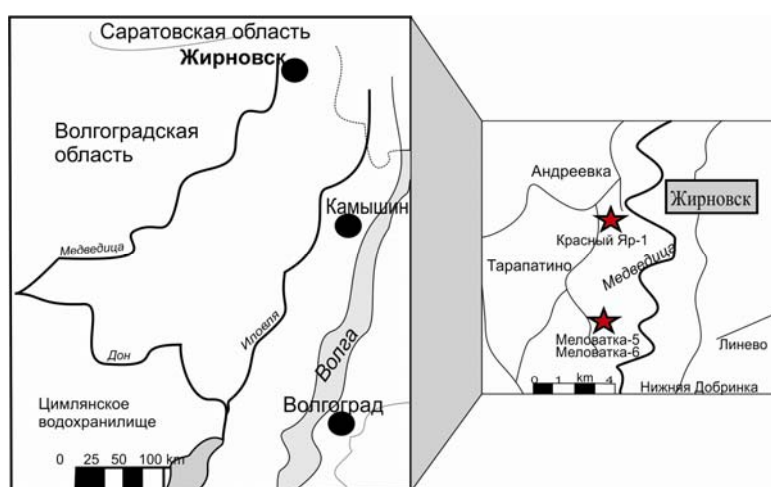 Саратовская область
Жирновск
Волгоградская
область
Камышин
Медведица
Иловля
Волга
Дон
Волгоград
Цимлянское
водохранилище
0 25 50 100 km
Андреевка
Жирновск
Красный Яр-1
Тарапатино
Медведица
Меловатка-5
Меловатка-6
Линево
0 1 km 4
Нижняя Добринка